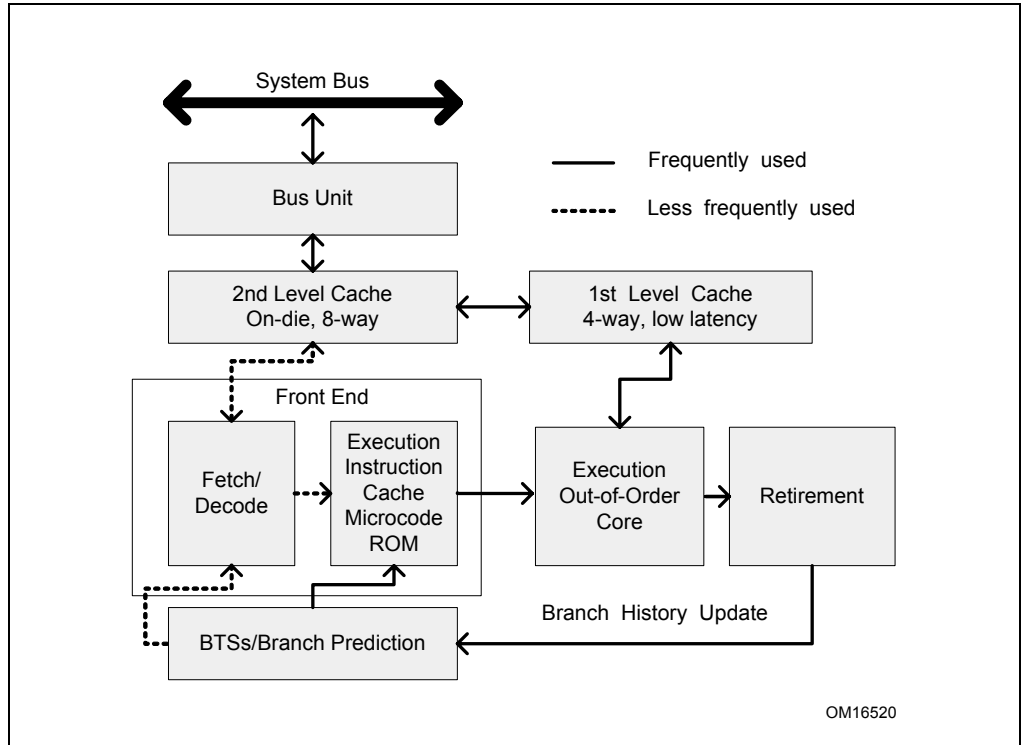 System Bus
Bus Unit
Frequently used
Less frequently used
2nd Level Cache
On-die, 8-way
1st Level Cache
4-way, low latency
Front End
Fetch/
Decode
Execution
Instruction
Cache
Microcode
ROM
Execution
Out-of-Order
Core
Retirement
Branch History Update
BTSs/Branch Prediction
OM16520